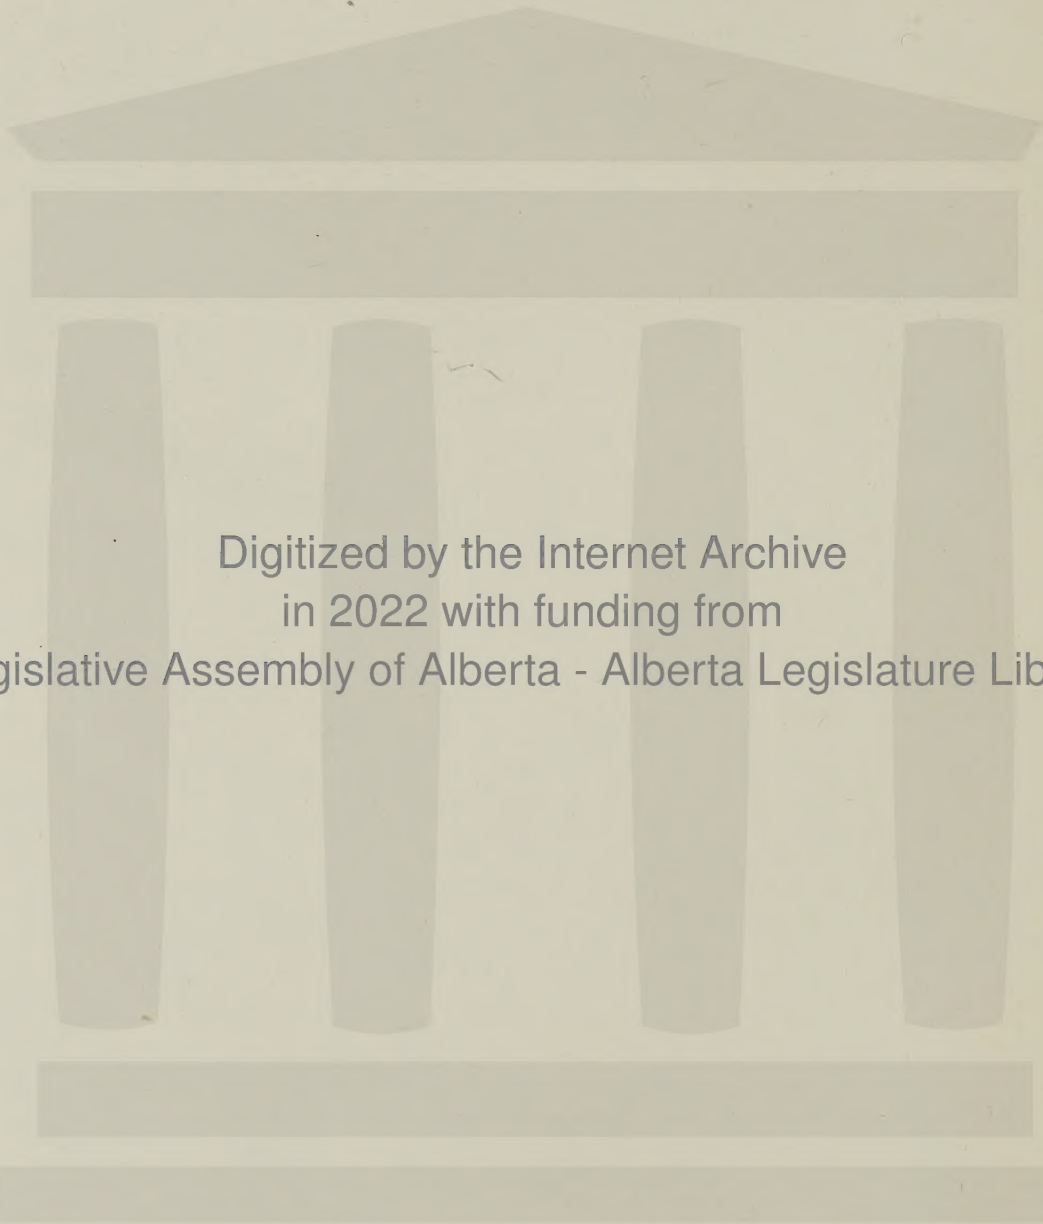 Digitized by the Internet Archive
in 2022 with funding from
gislative Assembly of Alberta - Alberta Legislature Lib